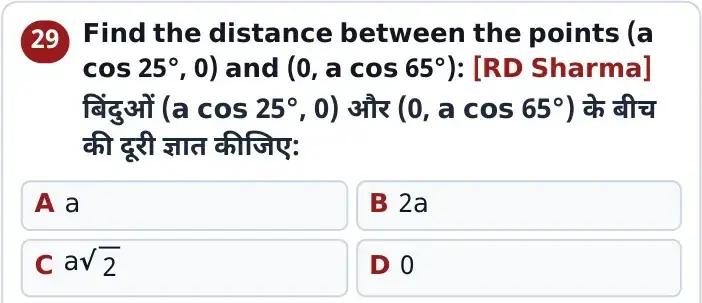 29 Find the distance between the points (a
cos 25°, 0) and (0, a cos 65°): [RD Sharma]
बिंदुओं (a cos 25°, 0) और (0, a cos 65°) के बीच
की दूरी ज्ञात कीजिए:
A a
B 2a
C a√2
D 0